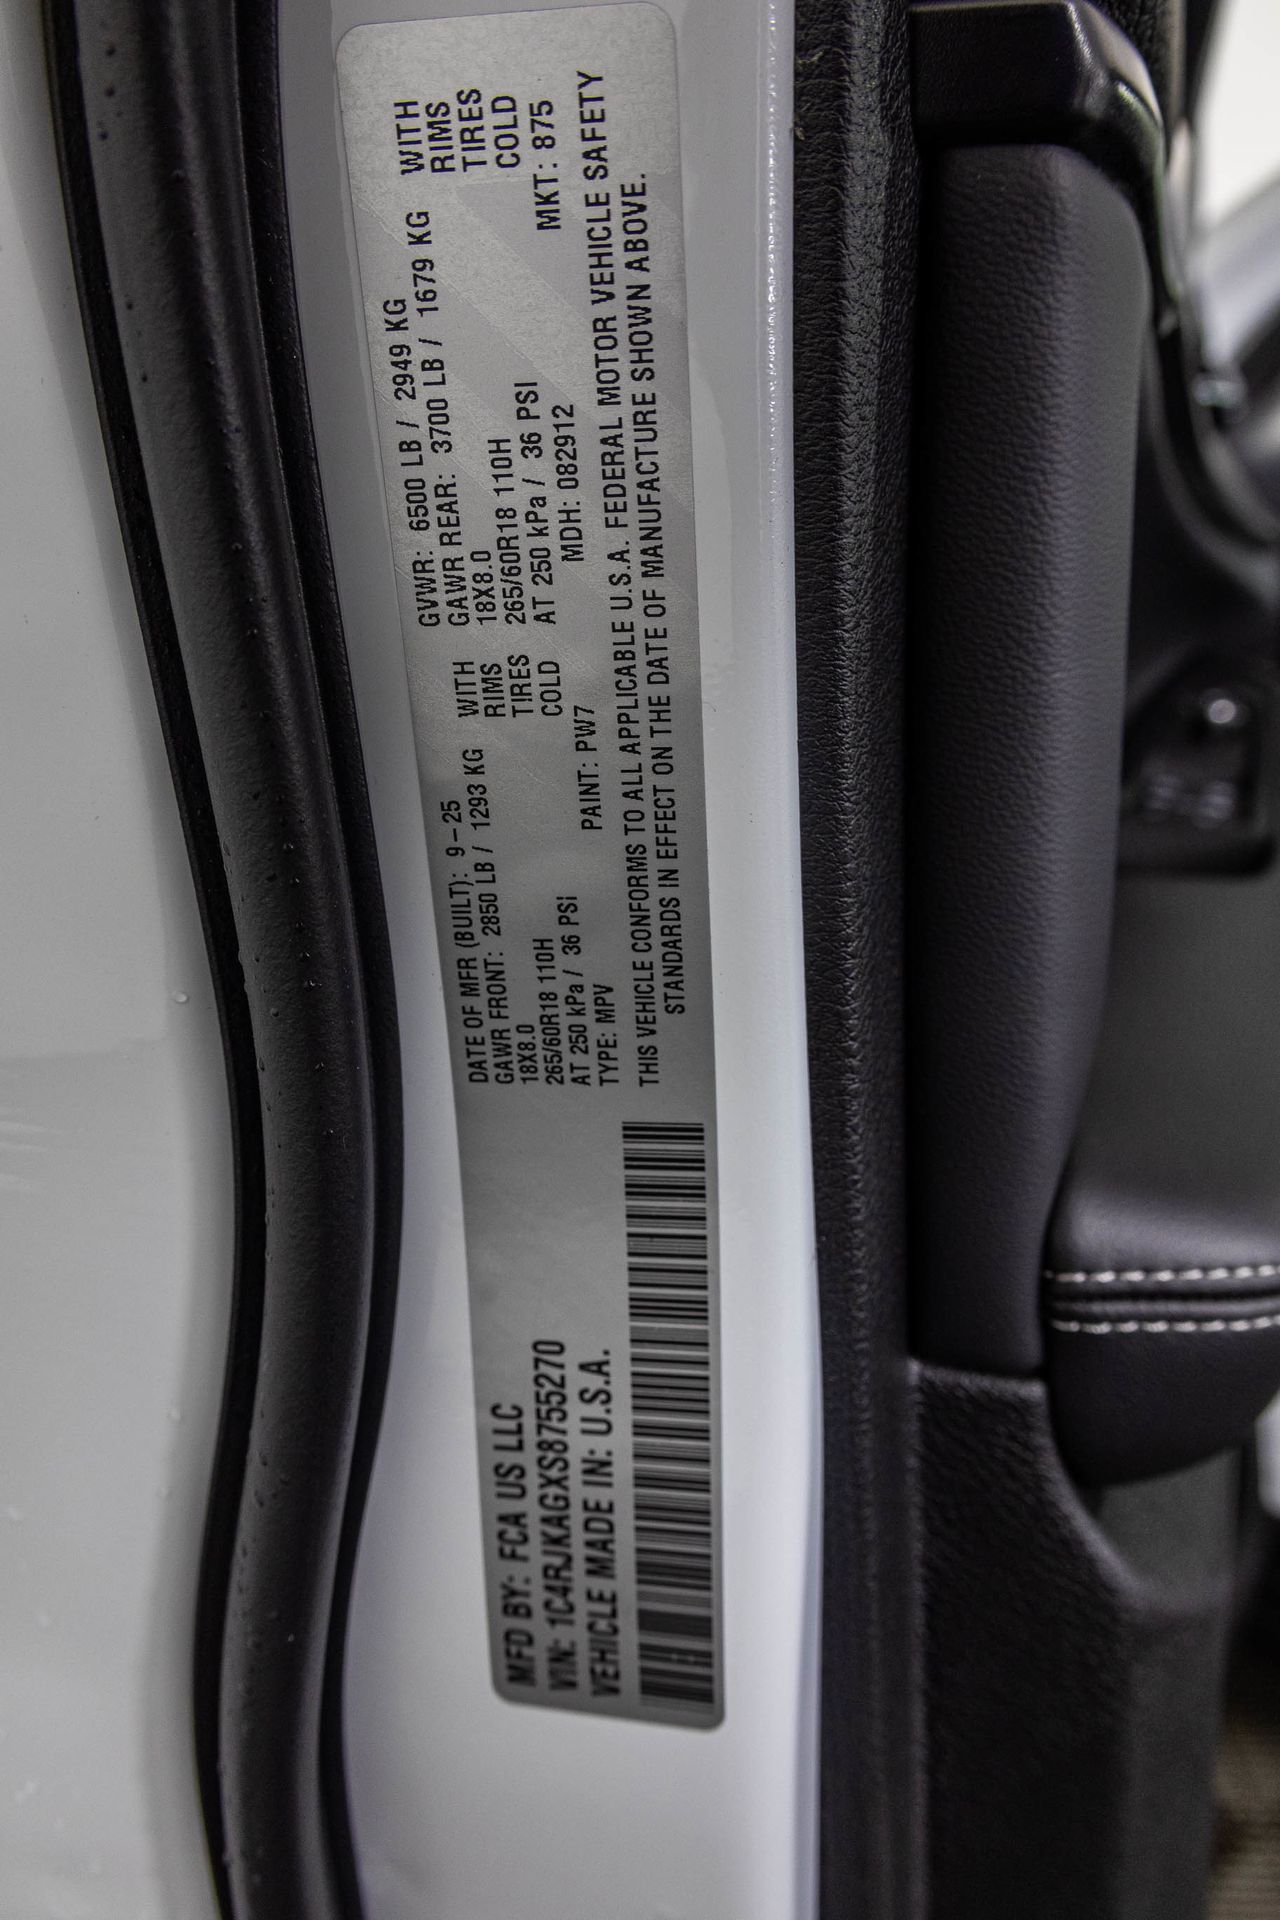 MFD BY: FCA US LLC
VIN: 1C4RJKAGXS8755270
VEHICLE MADE IN: U.S.A.
DATE OF MFR (BUILT): 9-25
GAWR FRONT: 2850 LB / 1293 KG WITH
18X8.0 RIMS
265/60R18 110H TIRES
AT 250 kPa / 36 PSI COLD
GVWR: 6500 LB / 2949 KG
GAWR REAR: 3700 LB / 1679 KG WITH
18X8.0 RIMS
265/60R18 110H TIRES
AT 250 kPa / 36 PSI COLD
TYPE: MPV PAINT: PW7 MDH: 082912 MKT: 875
THIS VEHICLE CONFORMS TO ALL APPLICABLE U.S.A. FEDERAL MOTOR VEHICLE SAFETY
STANDARDS IN EFFECT ON THE DATE OF MANUFACTURE SHOWN ABOVE.